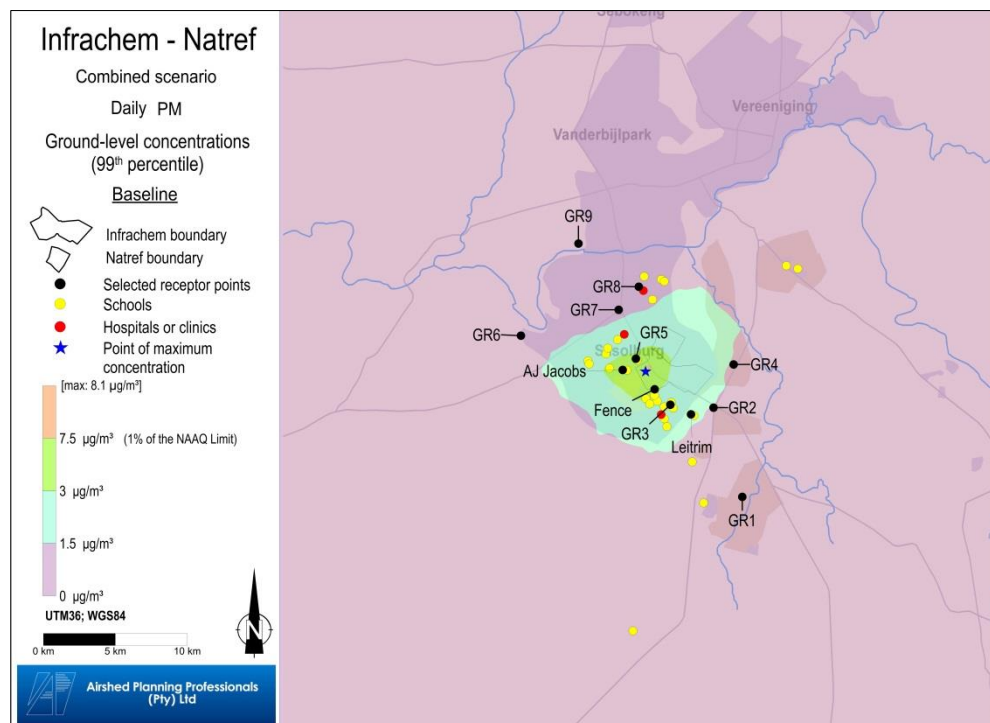 Infrachem - Natref
Combined scenario
Daily PM
Ground-level concentrations
(99th percentile)
Baseline
Infrachem boundary
Natref boundary
Selected receptor points
Schools
Hospitals or clinics
Point of maximum
concentration
[max: 8.1 µg/m³]
7.5 µg/m³ (1% of the NAAQ Limit)
3 µg/m³
1.5 µg/m³
0 µg/m³
UTM36; WGS84
N
0 km 5 km 10 km
Airshed Planning Professionals
(Pty) Ltd
Sebokeng
Vereeniging
Vanderbijlpark
GR9
GR8
GR7
GR6
GR5
Sasolburg
AJ Jacobs
GR4
Fence
GR2
GR3
Leitrim
GR1